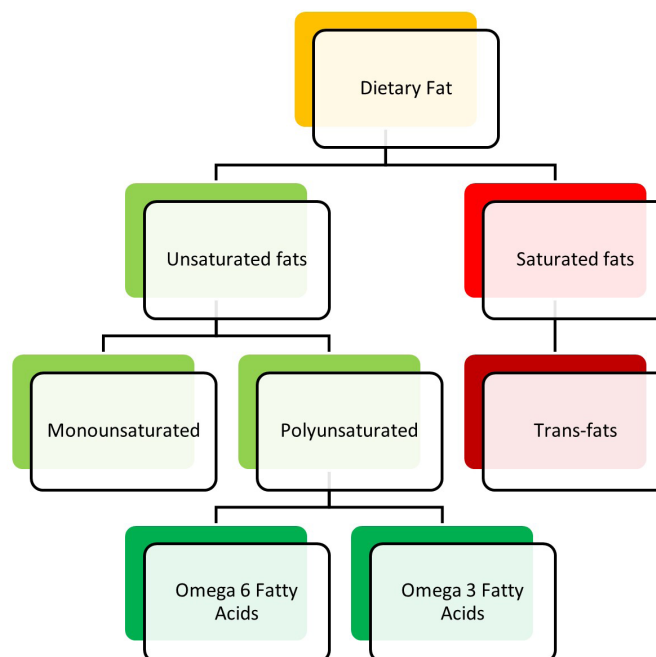 Dietary Fat
Unsaturated fats
Saturated fats
Monounsaturated
Polyunsaturated
Trans-fats
Omega 6 Fatty
Acids
Omega 3 Fatty
Acids